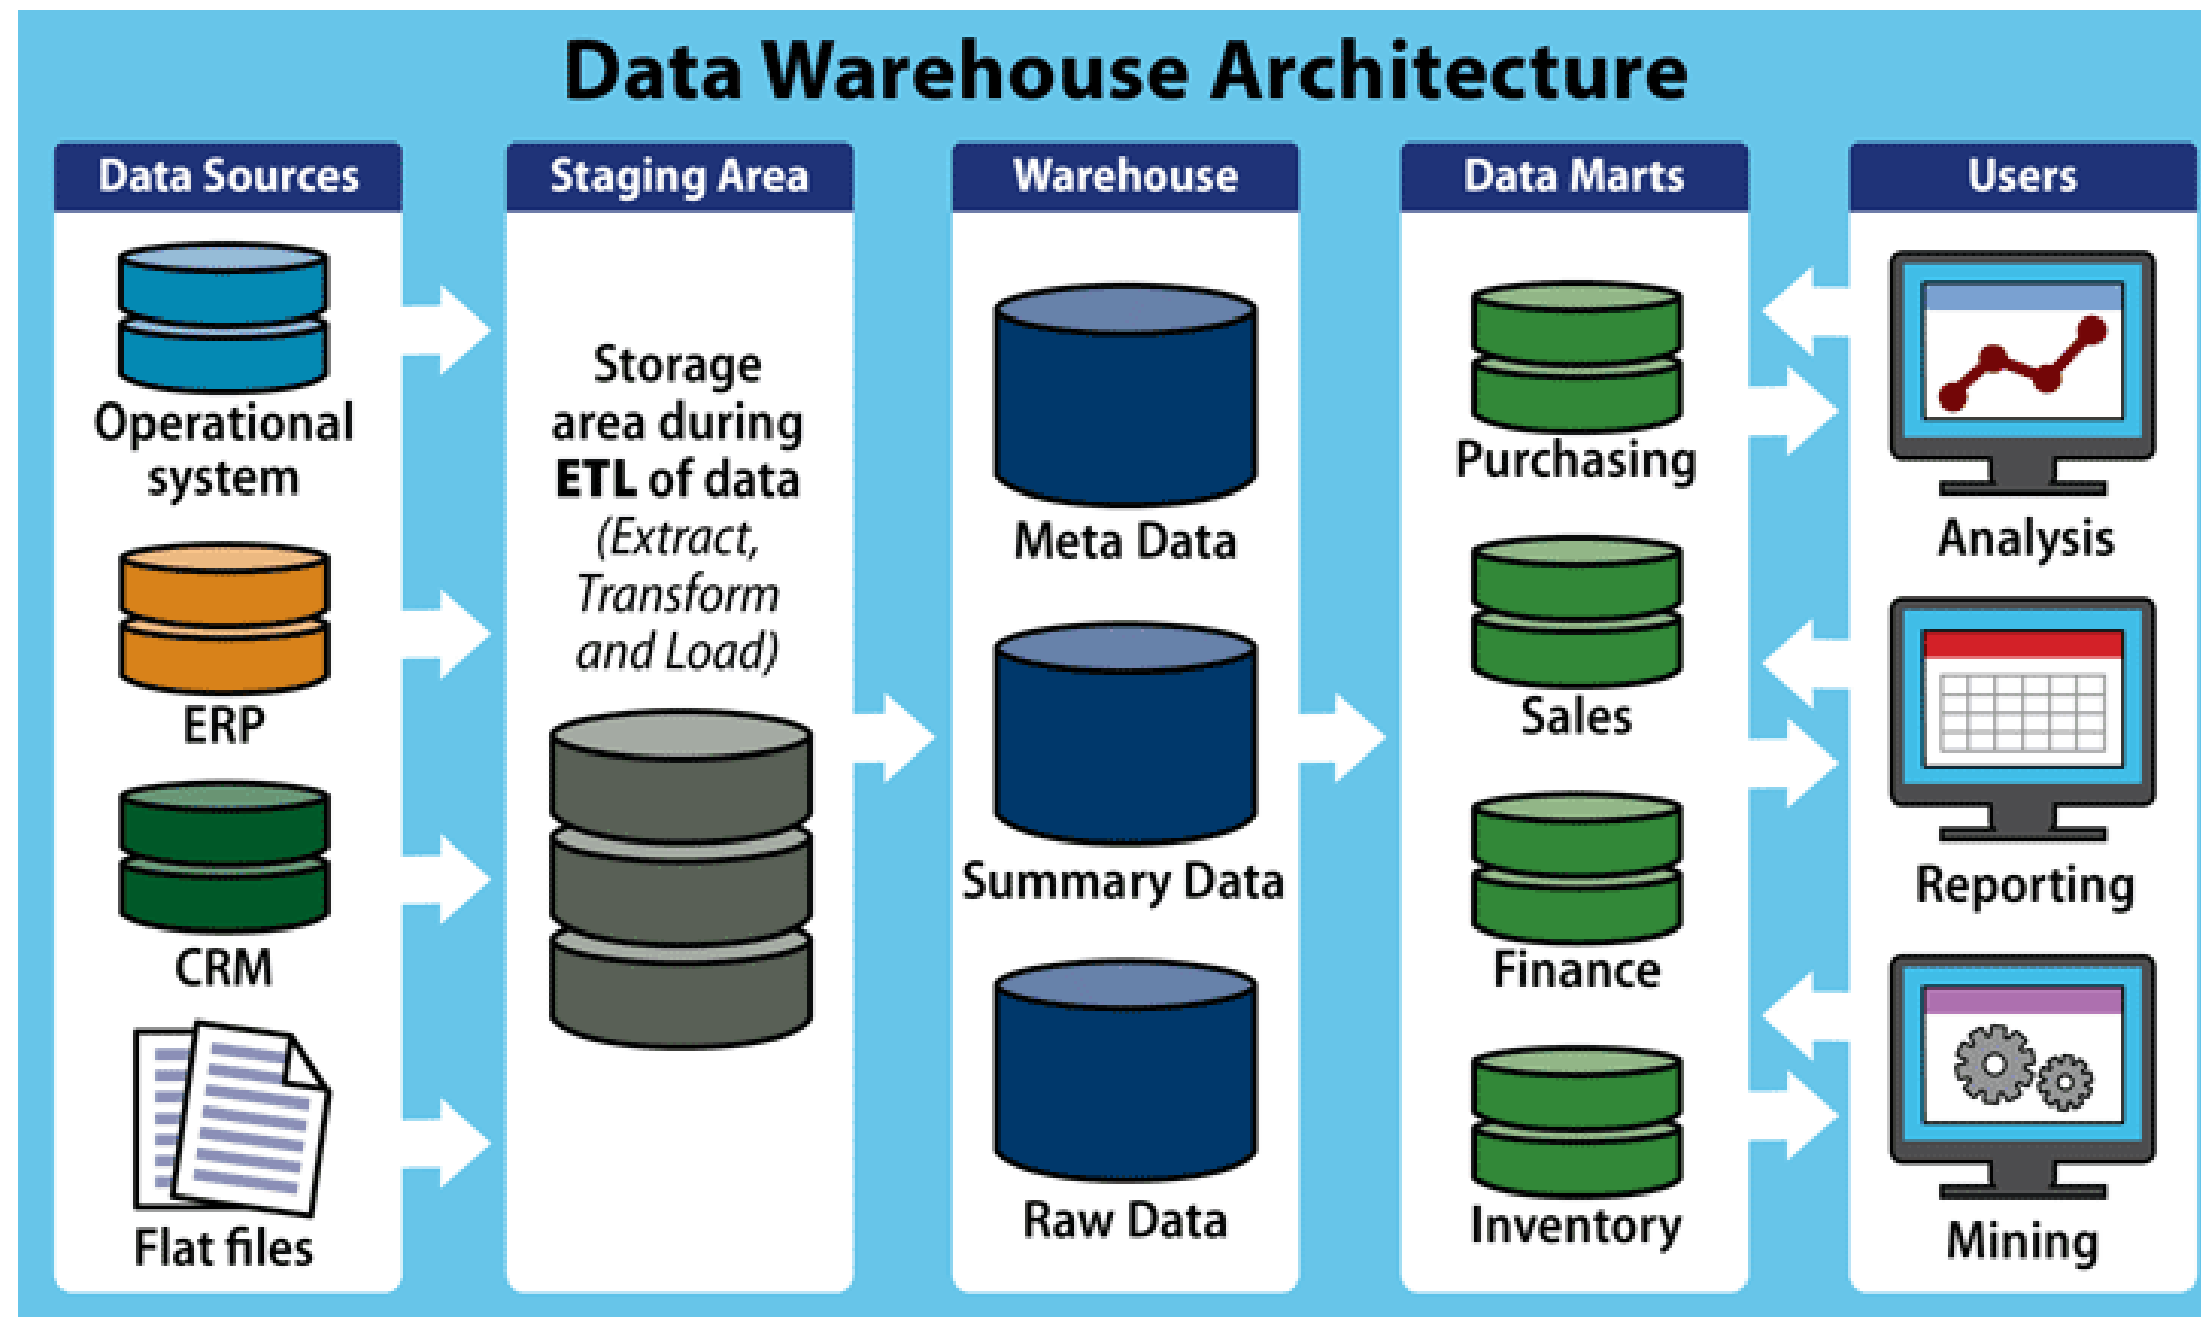 Data Warehouse Architecture
Data Sources
Operational
system
ERP
CRM
Flat files
Staging Area
Storage
area during
ETL of data
(Extract,
Transform
and Load)
Warehouse
Meta Data
Summary Data
Raw Data
Data Marts
Purchasing
Sales
Finance
Inventory
Users
Analysis
Reporting
Mining